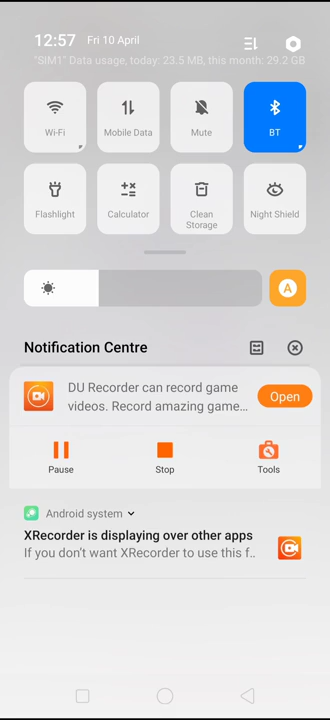 12:57 Fri 10 April
"SIM1" Data usage, today: 23.5 MB, this month: 29.2 GB
Wi-Fi
Mobile Data
Mute
BT
Flashlight
Calculator
Clean
Storage
Night Shield
A
Notification Centre
DU Recorder can record game
videos. Record amazing game…
Open
Pause
Stop
Tools
Android system
XRecorder is displaying over other apps
If you don't want XRecorder to use this f..